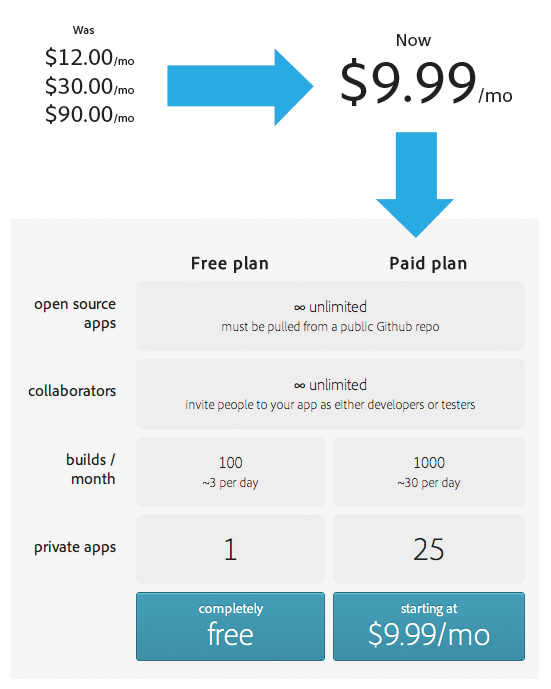 Was
$12.00/mo
$30.00/mo
$90.00/mo
Now
$9.99/mo
Free plan
Paid plan
open source
apps
∞ unlimited
must be pulled from a public Github repo
collaborators
∞ unlimited
invite people to your app as either developers or testers
builds /
month
100
~3 per day
1000
~30 per day
private apps
1
25
completely
free
starting at
$9.99/mo